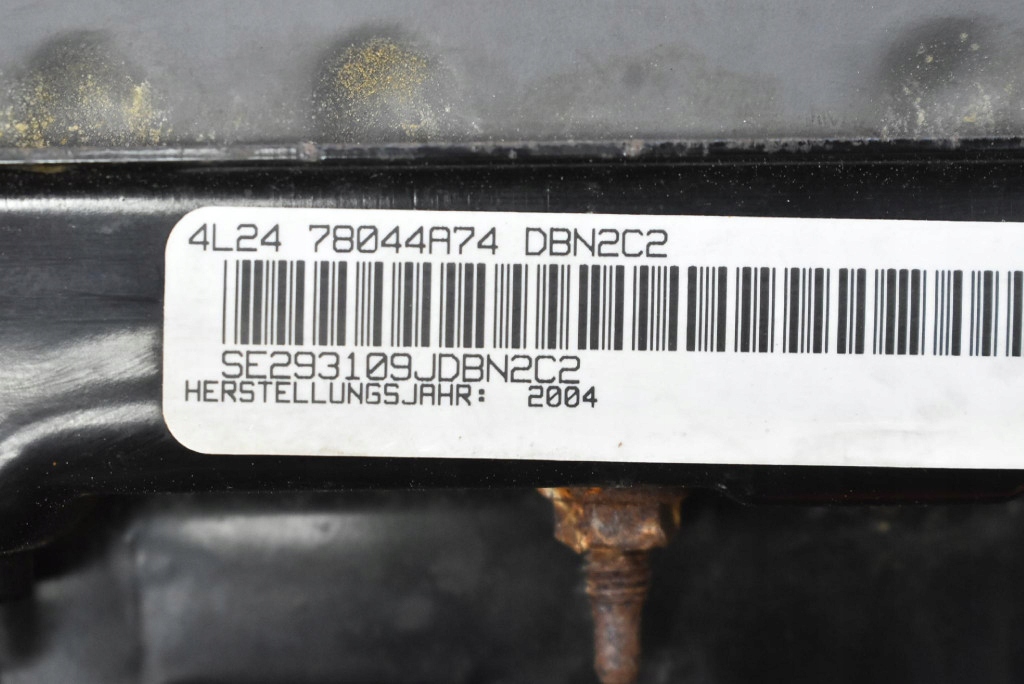 4L24 78044A74 DBN2C2
SE293109JDBN2C2
HERSTELLUNGSJAHR: 2004